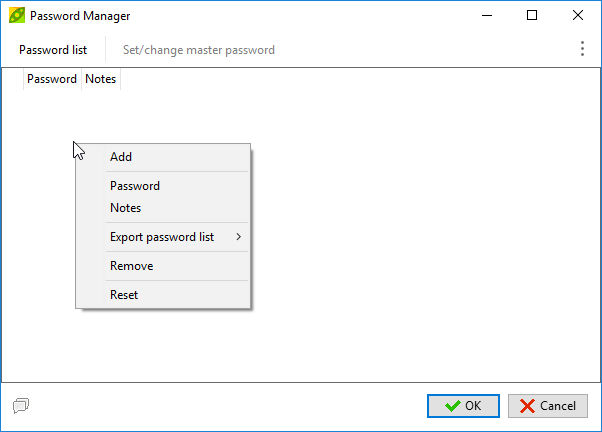 Password Manager
Password list
Set/change master password
Password Notes
Add
Password
Notes
Export password list
Remove
Reset
OK
Cancel